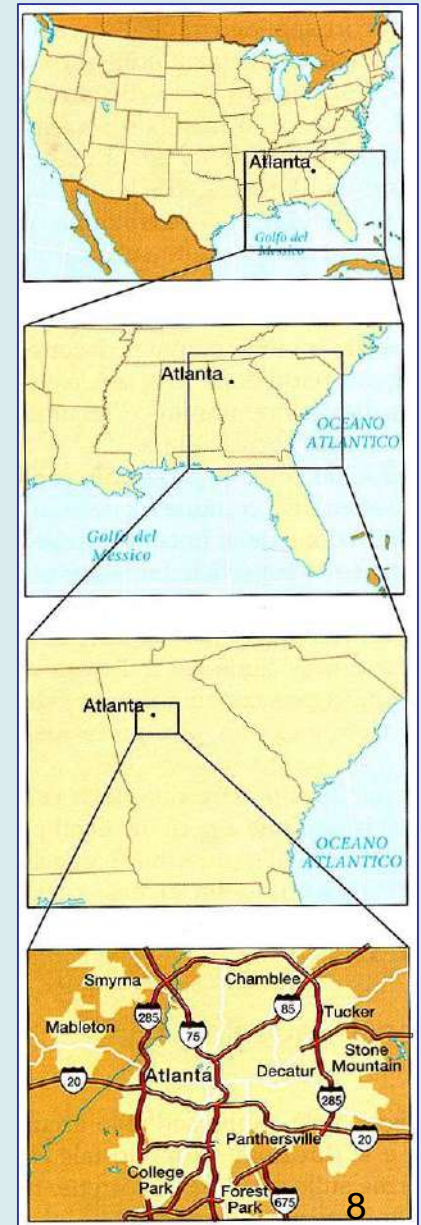 Atlanta
Golfo del
Messico
Atlanta
OCEANO
ATLANTICO
Golfo del
Messico
Atlanta
OCEANO
ATLANTICO
Smyrna
Chamblee
285
85
Tucker
Mableton
75
Stone
Mountain
20
Atlanta
Decatur
285
Panthersville
20
College
Park
Forest
Park
675
8